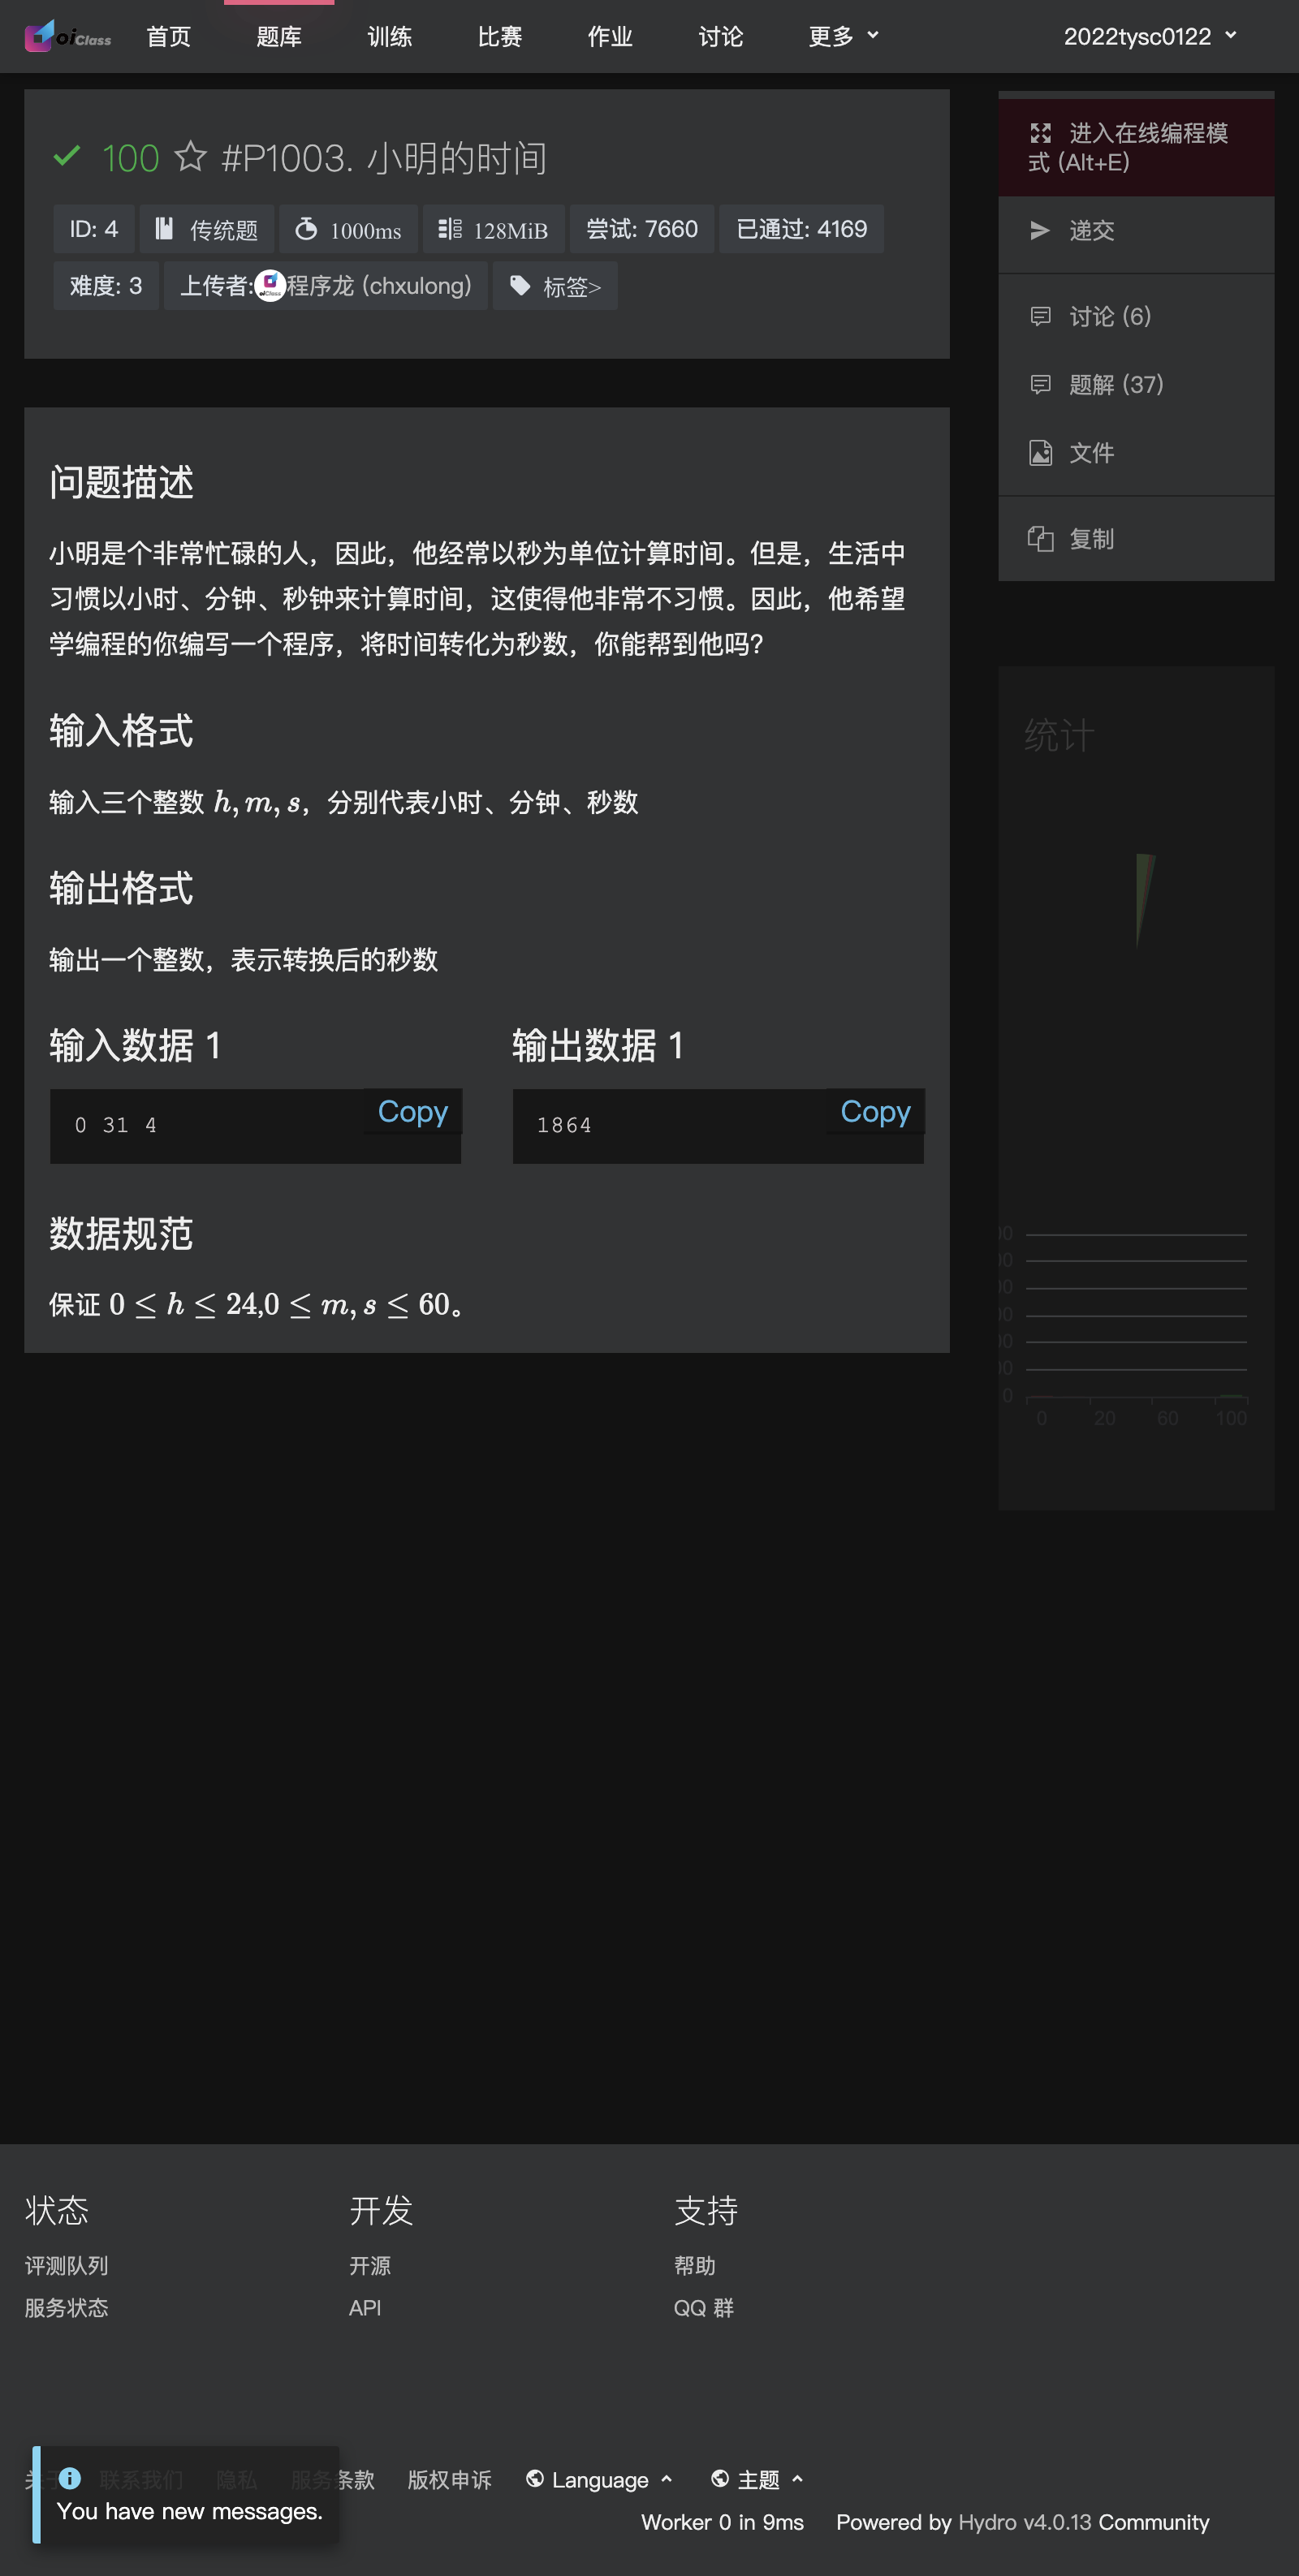 oiClass 首页 题库 训练 比赛 作业 讨论 更多 2022tysc0122
100 #P1003. 小明的时间
ID: 4 传统题 1000ms 128MiB 尝试: 7660 已通过: 4169
难度: 3 上传者: 程序龙 (chxulong) 标签>
进入在线编程模
式 (Alt+E)
递交
讨论 (6)
题解 (37)
文件
复制
问题描述
小明是个非常忙碌的人，因此，他经常以秒为单位计算时间。但是，生活中
习惯以小时、分钟、秒钟来计算时间，这使得他非常不习惯。因此，他希望
学编程的你编写一个程序，将时间转化为秒数，你能帮到他吗？
输入格式
输入三个整数 h, m, s，分别代表小时、分钟、秒数
输出格式
输出一个整数，表示转换后的秒数
输入数据 1
0 31 4
Copy
输出数据 1
1864
Copy
数据规范
保证 0 ≤ h ≤ 24,0 ≤ m, s ≤ 60。
统计
0
0 20 60 100
状态
评测队列
服务状态
开发
开源
API
支持
帮助
QQ 群
联系我们 隐私 服务条款 版权申诉 Language 主题
You have new messages.
Worker 0 in 9ms Powered by Hydro v4.0.13 Community